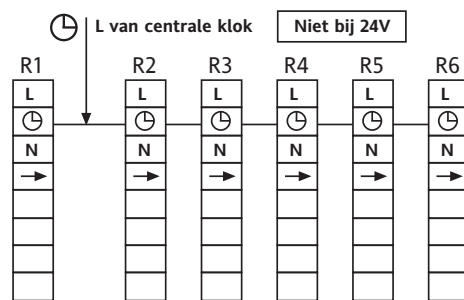 L van centrale klok Niet bij 24V
R1 R2 R3 R4 R5 R6
L L L L L L
N N N N N N